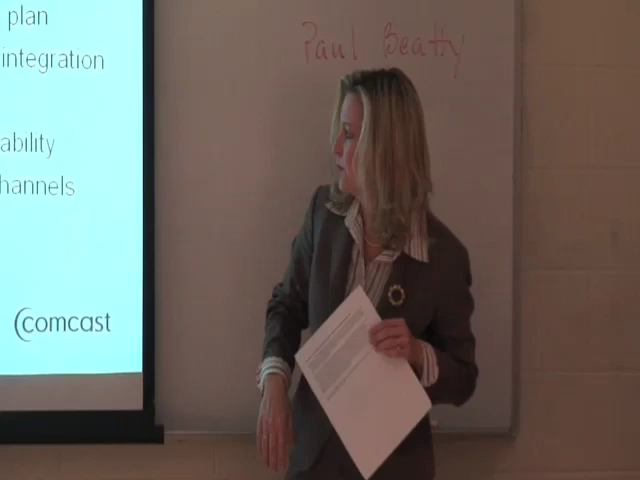 plan
integration
ability
hannels
comcast
Paul Beatty